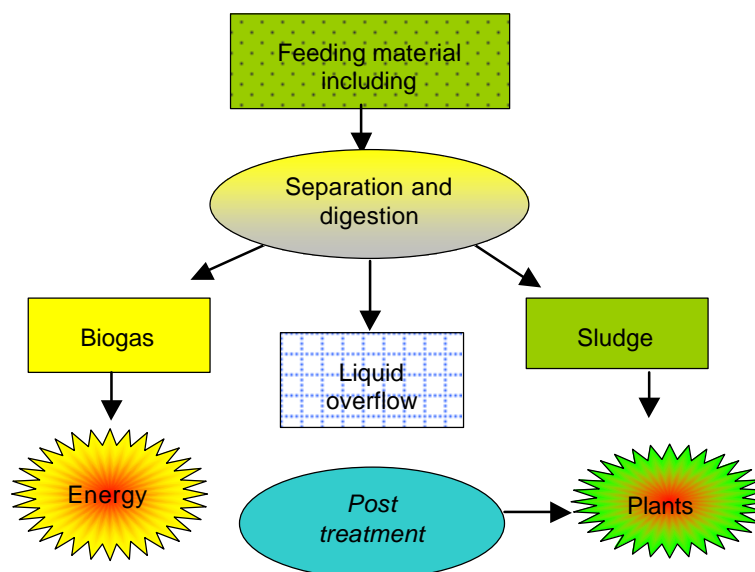 Feeding material
including
Separation and
digestion
Biogas
Liquid
overflow
Sludge
Energy
Post
treatment
Plants